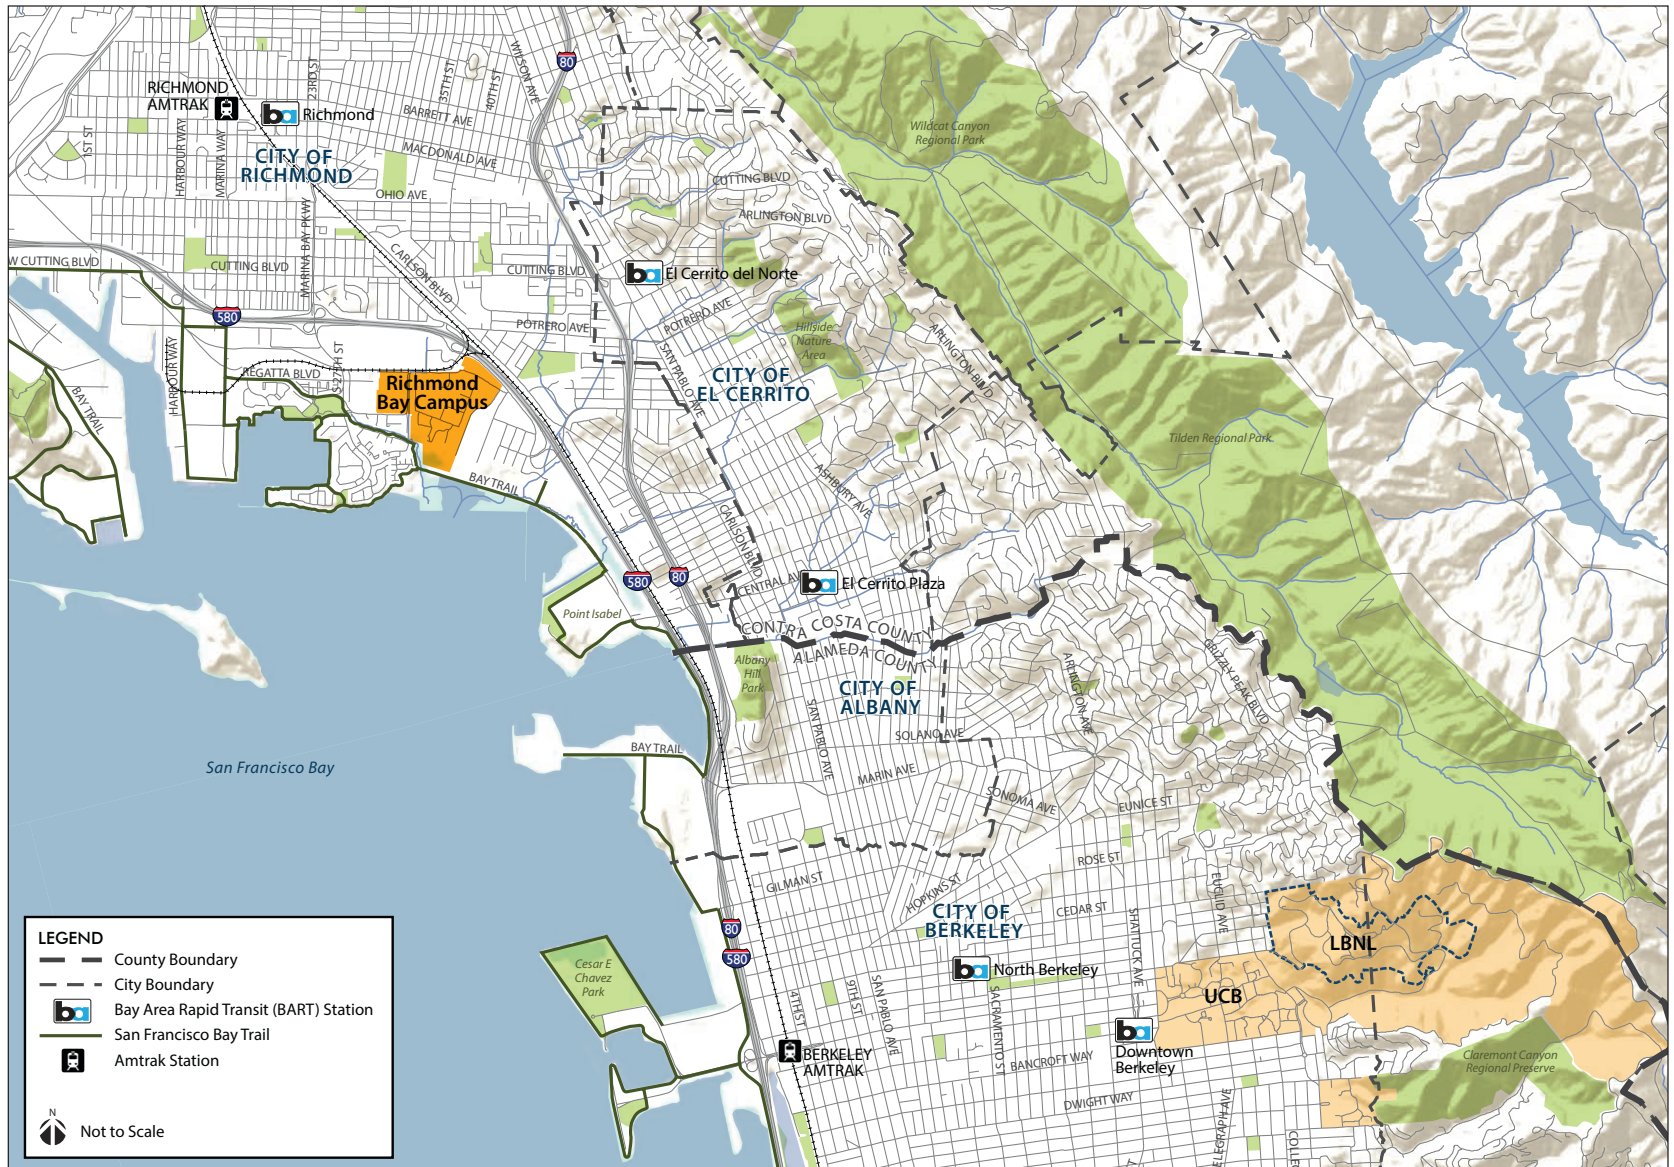 80
WILSON AVE
23RD ST
35TH ST
40TH ST
RICHMOND
AMTRAK
ba Richmond
BARRETT AVE
MACDONALD AVE
1ST ST
HARBOUR WAY
MARINA WAY
CITY OF
RICHMOND
OHIO AVE
MARINA BAY PKWY
Wildcat Canyon
Regional Park
CUTTING BLVD
ARLINGTON BLVD
W CUTTING BLVD
CUTTING BLVD
CARLSON BLVD
CUTTING BLVD
ba El Cerrito del Norte
580
POTRERO AVE
POTRERO AVE
Hillside
Nature
Area
ARLINGTON BLVD
HARBOUR WAY
REGATTA BLVD
S 27TH ST
SAN PABLO AVE
Richmond
Bay Campus
CITY OF
EL CERRITO
BAY TRAIL
Tilden Regional Park
BAY TRAIL
ASHBURY AVE
CARLSON BLVD
580
80
CENTRAL AV
ba El Cerrito Plaza
Point Isabel
CONTRA COSTA COUNTY
ALAMEDA COUNTY
Albany
Hill
Park
CITY OF
ALBANY
ARLINGTON AVE
GRIZZLY PEAK BLVD
SAN PABLO AVE
SOLANO AVE
BAY TRAIL
San Francisco Bay
MARIN AVE
SONOMA AVE
EUNICE ST
ROSE ST
GILMAN ST
HOPKINS ST
EUCLID AVE
CEDAR ST
SHATTUCK AVE
CITY OF
BERKELEY
80
580
LBNL
ba North Berkeley
Cesar E
Chavez
Park
4TH ST
9TH ST
SAN PABLO AVE
SACRAMENTO ST
UCB
ba
Downtown
Berkeley
BERKELEY
AMTRAK
BANCROFT WAY
DWIGHT WAY
Claremont Canyon
Regional Preserve
ELEGRAPH AVE
COLLE
LEGEND
County Boundary
City Boundary
ba Bay Area Rapid Transit (BART) Station
San Francisco Bay Trail
Amtrak Station
N
Not to Scale